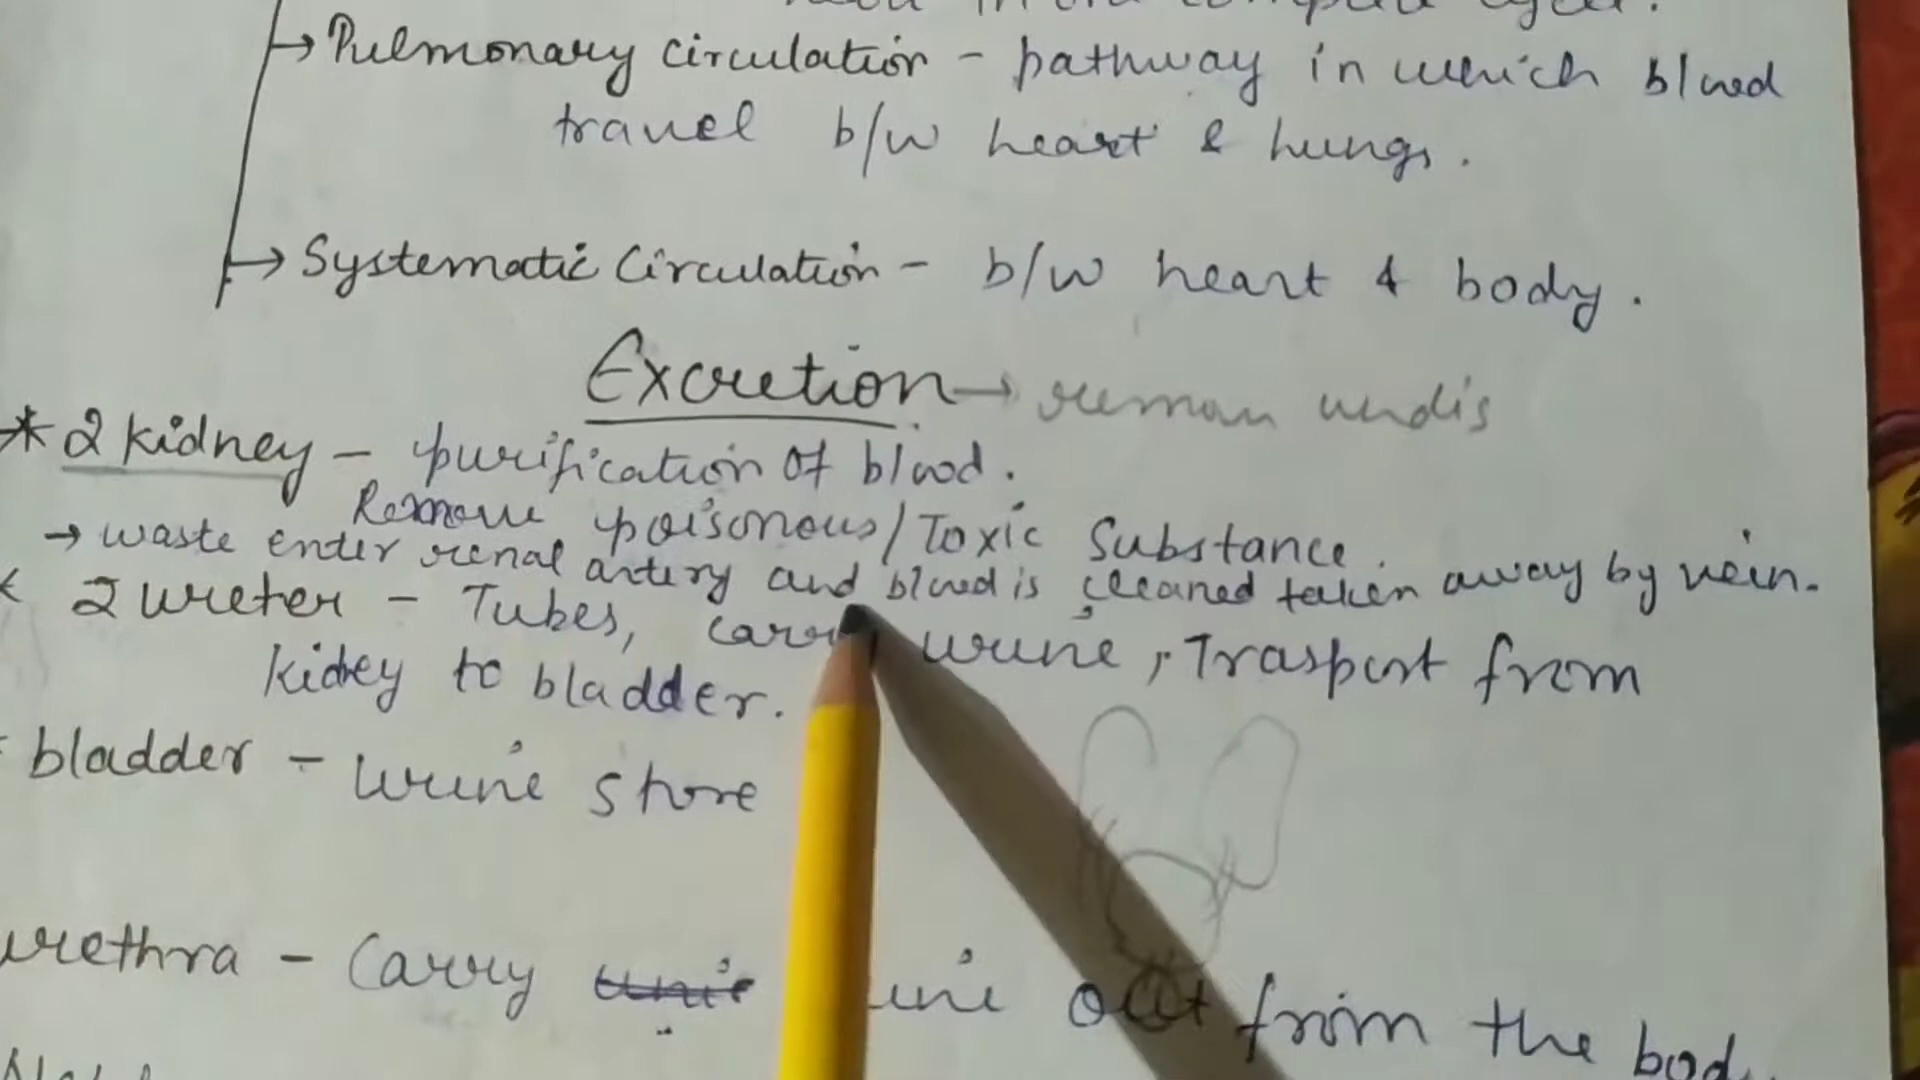 → Pulmonary circulation - pathway in which blood
travel b/w heart & lungs.
→ Systematic Circulation - b/w heart & body.
Excretion →
* 2 kidney - purification of blood.
Remove poisonous/Toxic Substance.
→ waste enter renal artery and blood is cleaned taken away by vein.
2 ureter - Tubes, carry urine, Trasport from
kidney to bladder.
bladder - urine store
urethra - Carry out from the